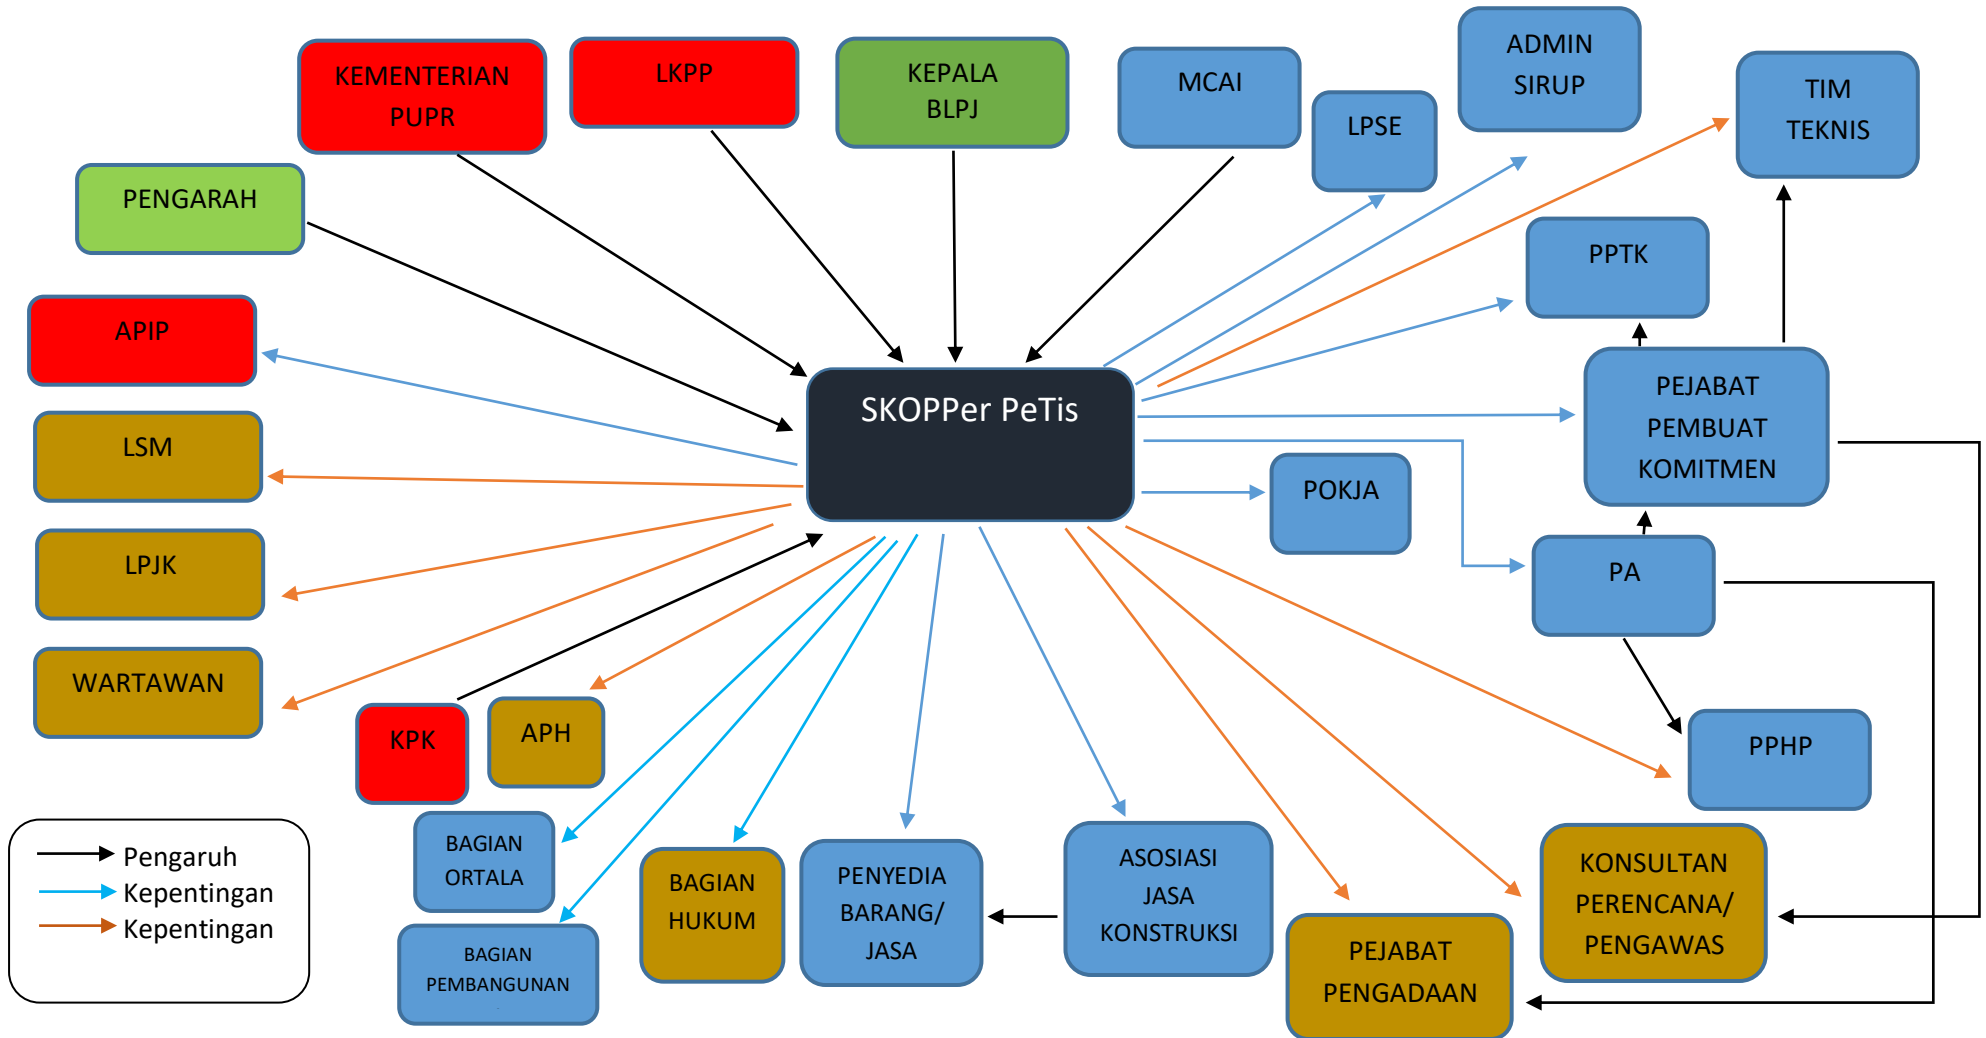 KEMENTERIAN
PUPR
LKPP
KEPALA
BLPJ
MCAI
LPSE
ADMIN
SIRUP
TIM
TEKNIS
PENGARAH
PPTK
APIP
SKOPPer PeTis
PEJABAT
PEMBUAT
KOMITMEN
LSM
POKJA
LPJK
PA
WARTAWAN
KPK
APH
PPHP
BAGIAN
ORTALA
BAGIAN
PEMBANGUNAN
BAGIAN
HUKUM
PENYEDIA
BARANG/
JASA
ASOSIASI
JASA
KONSTRUKSI
PEJABAT
PENGADAAN
KONSULTAN
PERENCANA/
PENGAWAS
Pengaruh
Kepentingan
Kepentingan